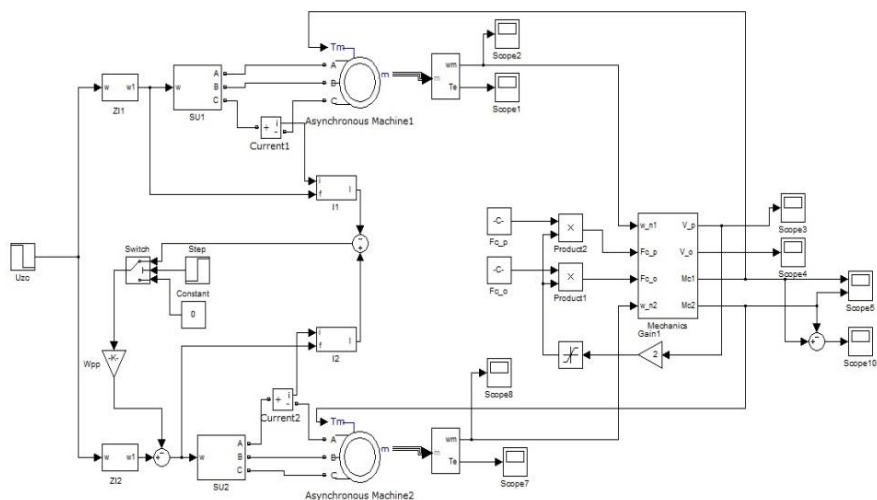 Scope2
Tm
wm
m
A
m
w w1
A
B
w
B
Te
C
C
Scope1
ZI1
SU1
i
+ -
Asynchronous Machine1
Current1
i
I
f
I1
-C-
w_n1
V_p
×
Scope3
Fc_p
Product2
Fc_p
V_o
Switch
Step
-
+
Uzc
-C-
×
Fc_o
Mc1
Scope4
Constant
Fc_o
Product1
w_n2
Mc2
0
Scope5
Mechanics
Gain1
-
+
i
I
f
I2
2
Scope10
Wpp
-K-
Scope8
i
+ -
Current2
Tm
A
A
m
wm
m
w w1
+
-
w
B
B
C
C
Te
ZI2
SU2
Scope7
Asynchronous Machine2